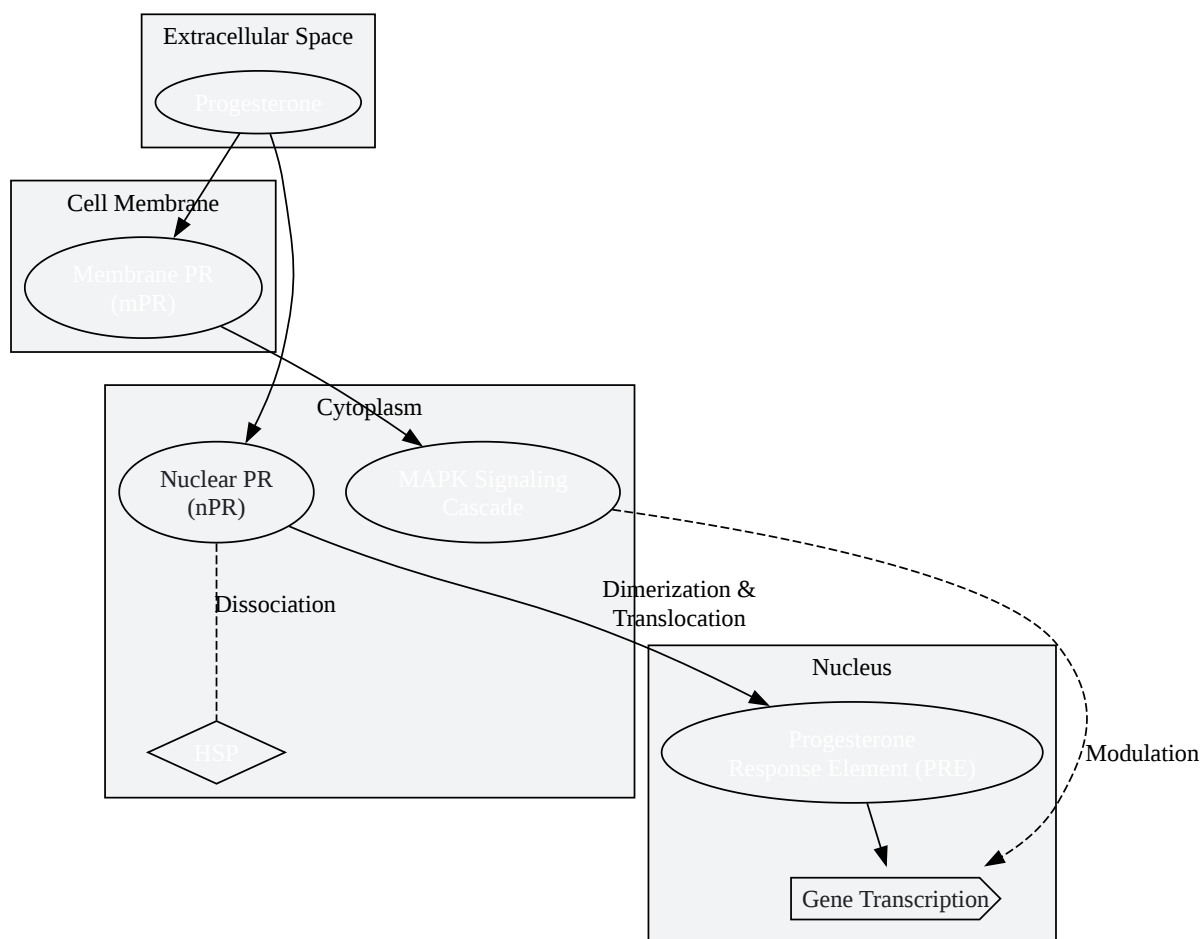 Extracellular Space
Progesterone
Cell Membrane
Membrane PR
(mPR)
Cytoplasm
Nuclear PR
(nPR)
MAPK Signaling
Cascade
Dissociation
Dimerization &
Translocation
HSP
Nucleus
Progesterone
Response Element (PRE)
Modulation
Gene Transcription